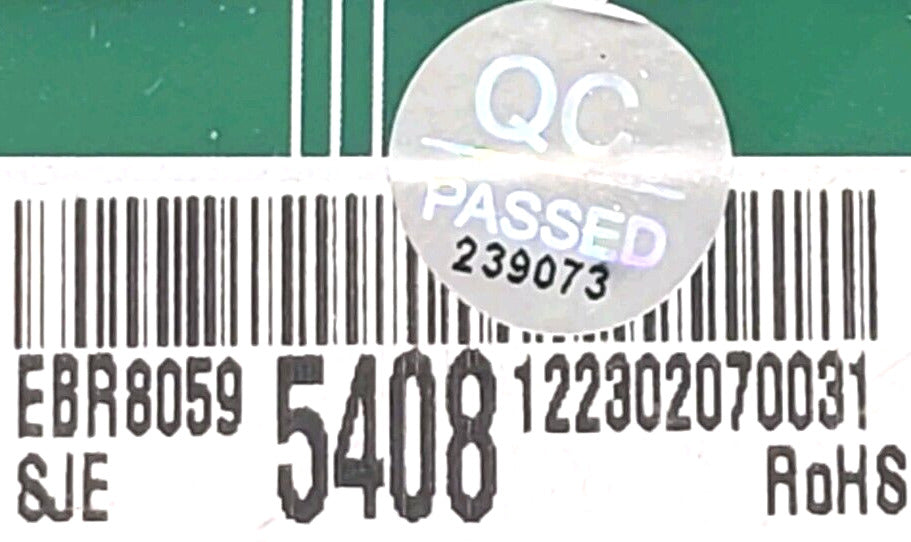 QC
PASSED
239073
EBR8059 5408 122302070031
SJE RoHS